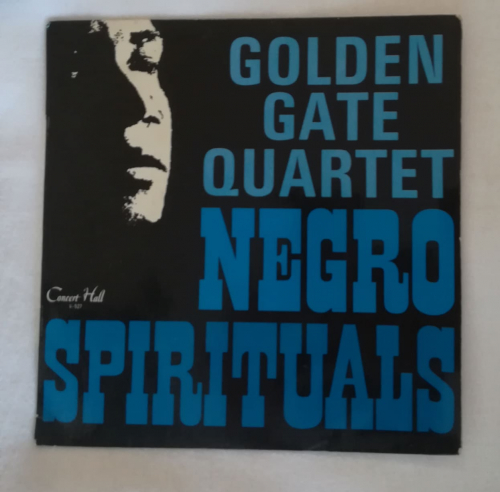 GOLDEN
GATE
QUARTET
NEGRO
Concert Hall
SPIRITUALS